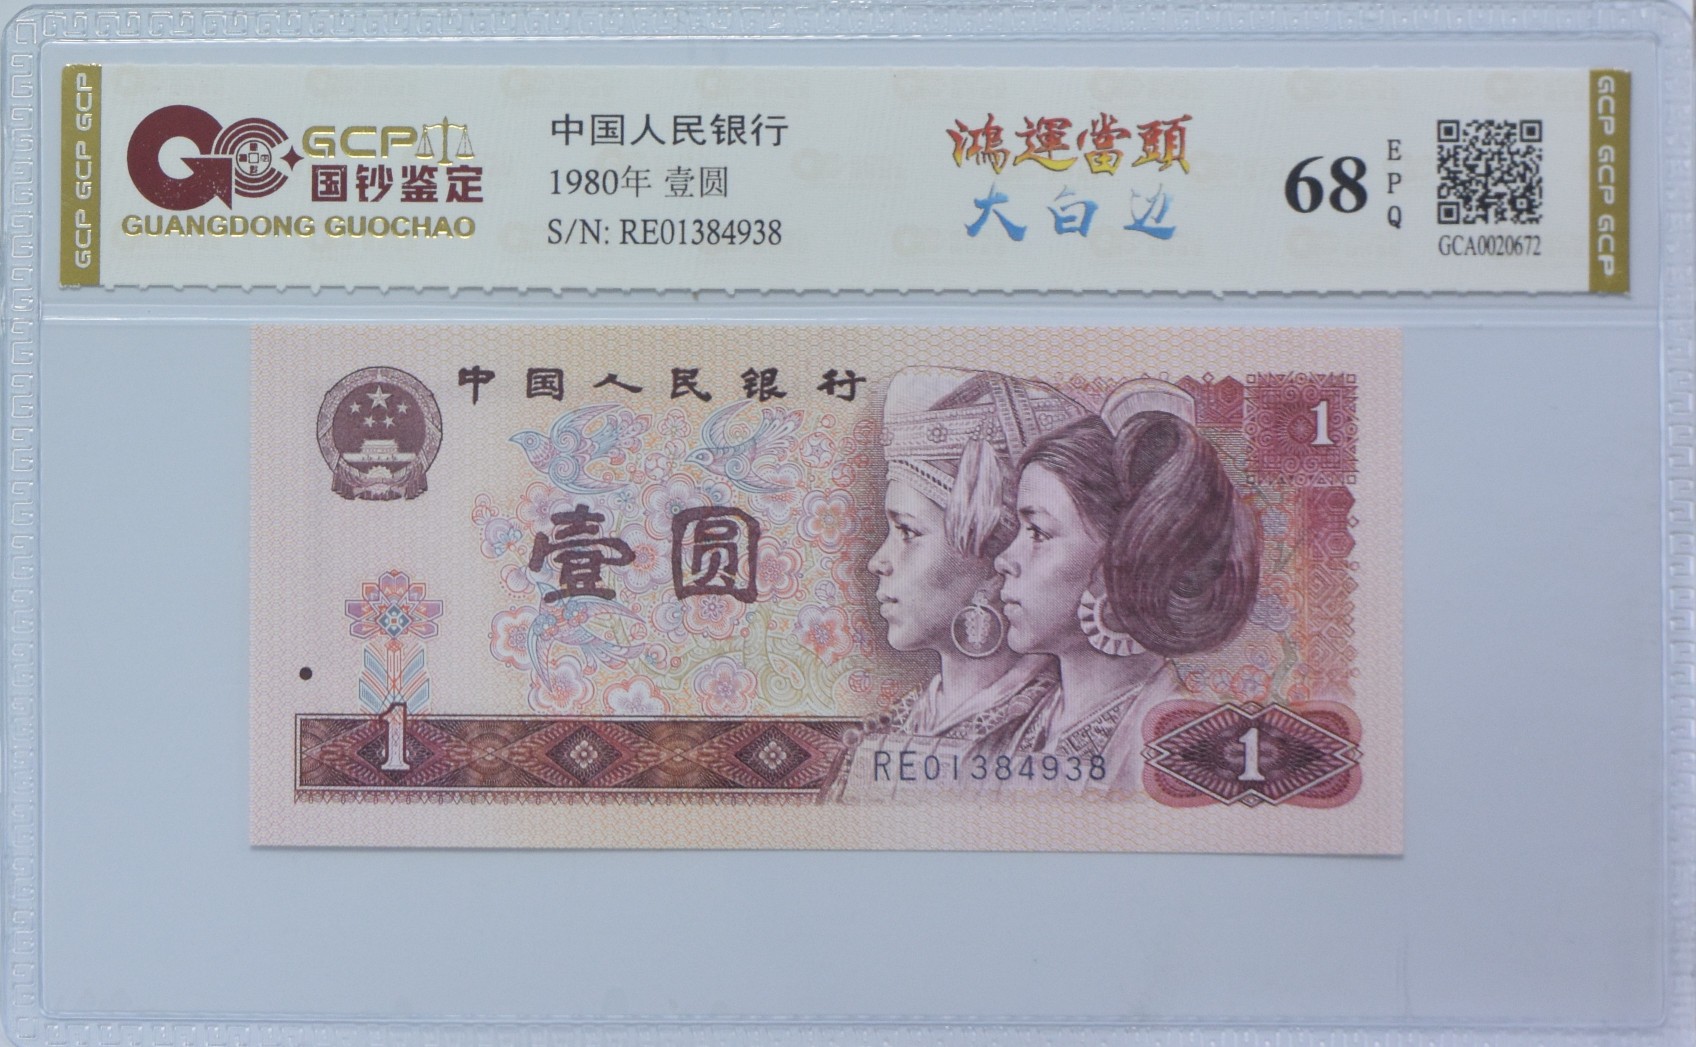 GCP GCP GCP
GCP
国钞鉴定
GUANGDONG GUOCHAO
中国人民银行
1980年 壹圆
S/N: RE01384938
鸿運當頭
大白边
68
EPQ
GCA0020672
GCP GCP GCP
中国人民银行
1
壹圆
1
RE01384938
1